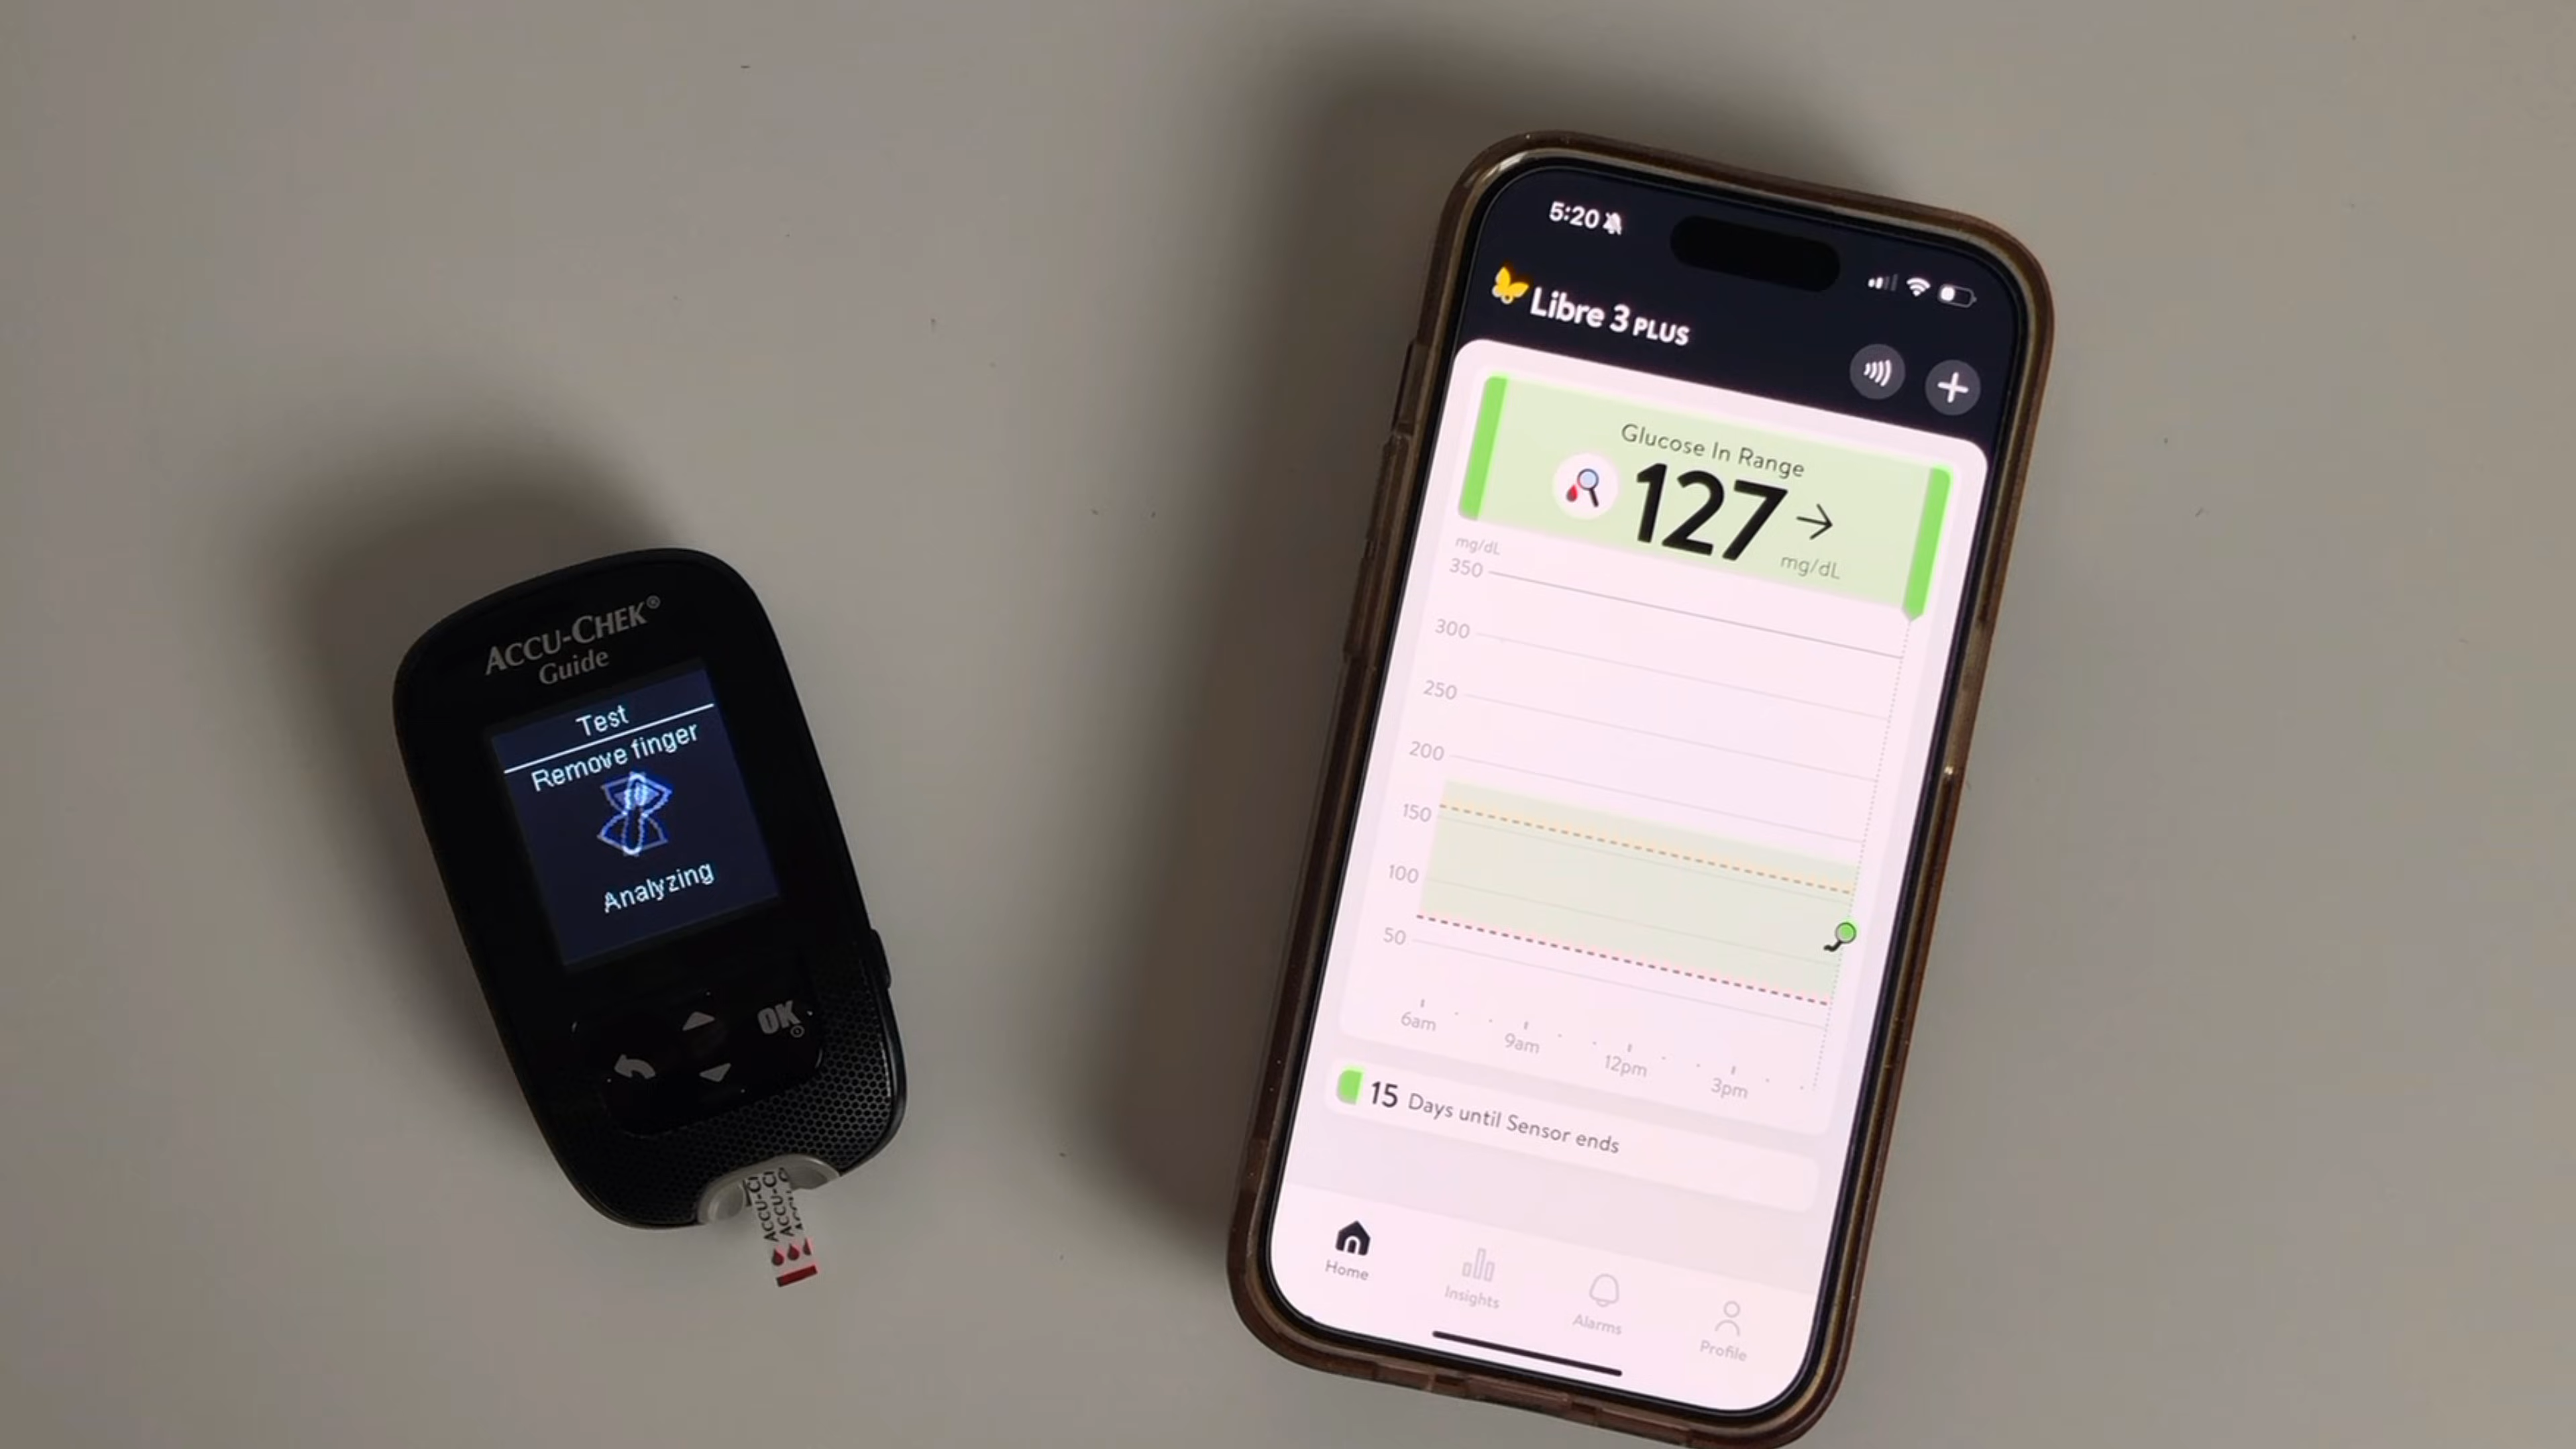 ACCU-CHEK®
Guide
Test
Remove finger
Analyzing
OK
5:20
Libre 3 PLUS
Glucose In Range
127
mg/dL
mg/dL
350
300
250
200
150
100
50
6am
9am
12pm
3pm
15 Days until Sensor ends
Home
Insights
Alarms
Profile